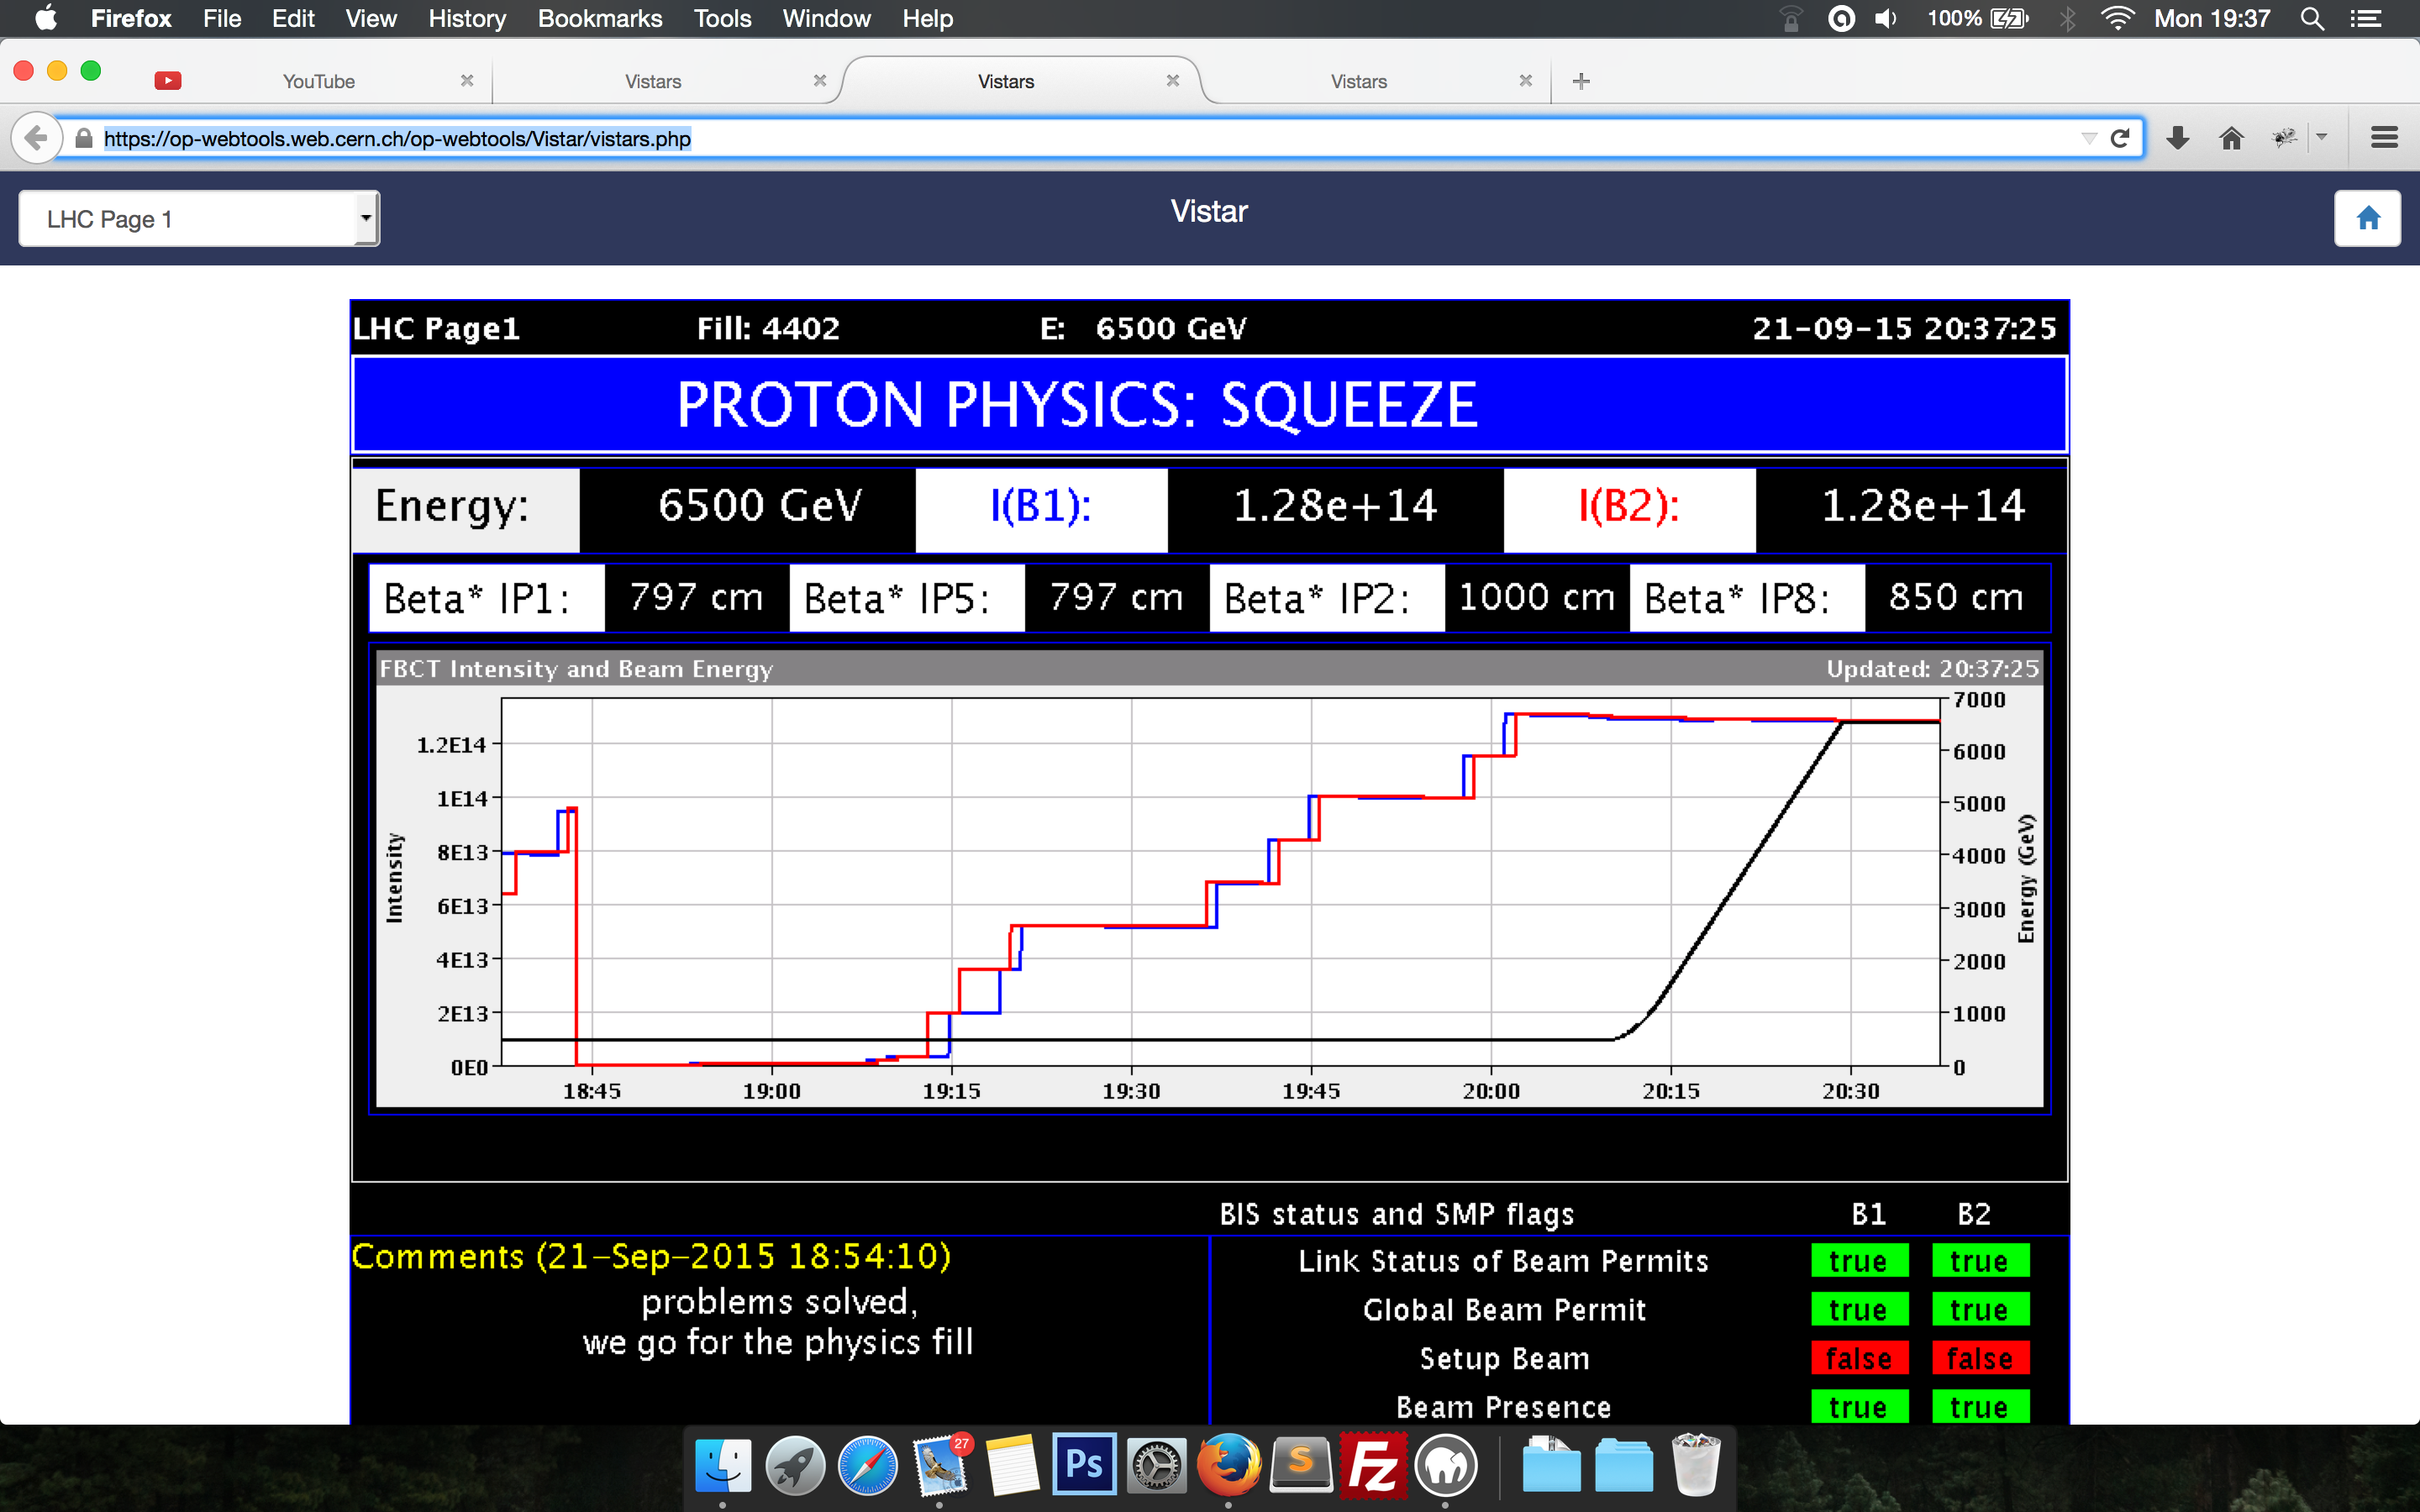 Firefox File Edit View History Bookmarks Tools Window Help 100% Mon 19:37
YouTube Vistars Vistars Vistars
https://op-webtools.web.cern.ch/op-webtools/Vistar/vistars.php
LHC Page 1 Vistar
LHC Page1 Fill: 4402 E: 6500 GeV 21-09-15 20:37:25
PROTON PHYSICS: SQUEEZE
Energy: 6500 GeV I(B1): 1.28e+14 I(B2): 1.28e+14
Beta* IP1: 797 cm Beta* IP5: 797 cm Beta* IP2: 1000 cm Beta* IP8: 850 cm
FBCT Intensity and Beam Energy Updated: 20:37:25
Intensity
1.2E14
1E14
8E13
6E13
4E13
2E13
0E0
7000
6000
5000
4000
3000
2000
1000
0
Energy (GeV)
18:45 19:00 19:15 19:30 19:45 20:00 20:15 20:30
BIS status and SMP flags B1 B2
Comments (21-Sep-2015 18:54:10)
problems solved,
we go for the physics fill
Link Status of Beam Permits true true
Global Beam Permit true true
Setup Beam false false
Beam Presence true true
27
Ps
S
Fz